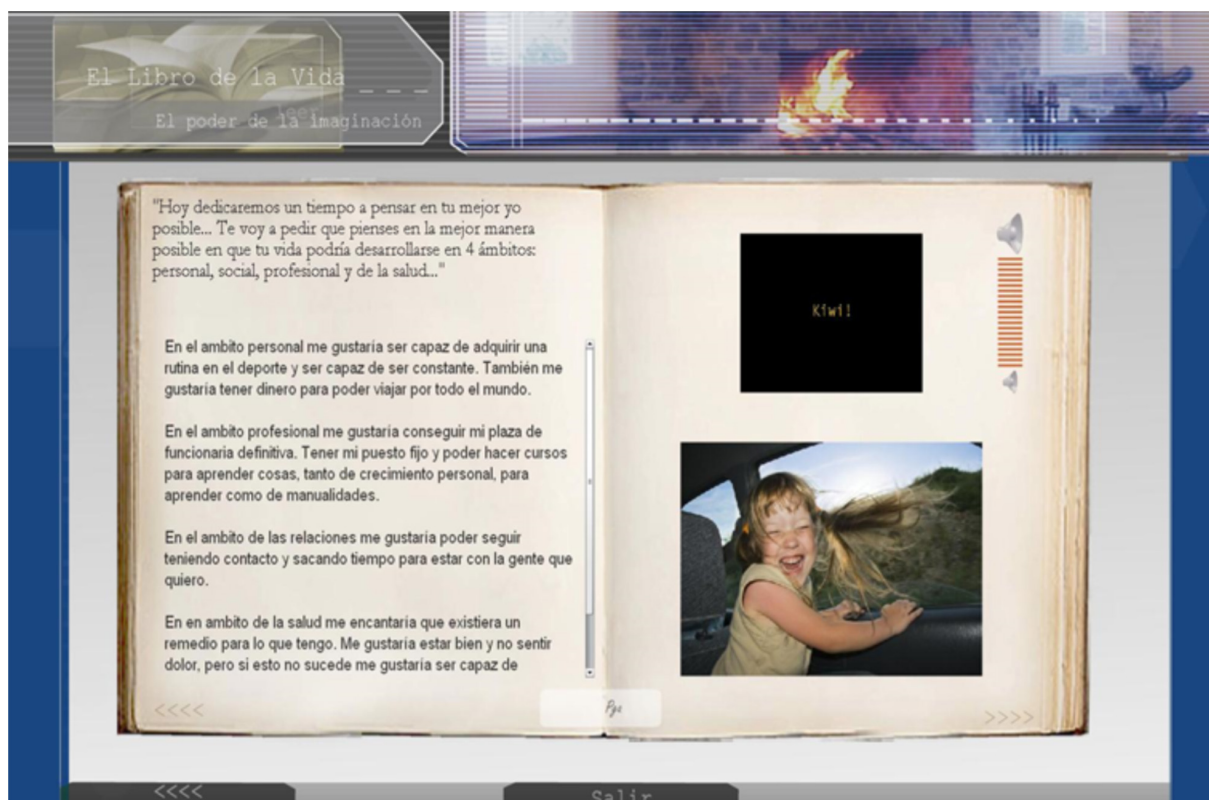 El Libro de la Vida
leer
El poder de la imaginación
"Hoy dedicaremos un tiempo a pensar en tu mejor yo
posible... Te voy a pedir que pienses en la mejor manera
posible en que tu vida podría desarrollarse en 4 ámbitos:
personal, social, profesional y de la salud..."
En el ambito personal me gustaria ser capaz de adquirir una
rutina en el deporte y ser capaz de ser constante. También me
gustaria tener dinero para poder viajar por todo el mundo.
En el ambito profesional me gustaria conseguir mi plaza de
funcionaria definitiva. Tener mi puesto fijo y poder hacer cursos
para aprender cosas, tanto de crecimiento personal, para
aprender como de manualidades.
En el ambito de las relaciones me gustaria poder seguir
teniendo contacto y sacando tiempo para estar con la gente que
quiero.
En en ambito de la salud me encantaria que existiera un
remedio para lo que tengo. Me gustaria estar bien y no sentir
dolor, pero si esto no sucede me gustaria ser capaz de
Kiwi!
<<<<
>>>>
<<<<
Salir